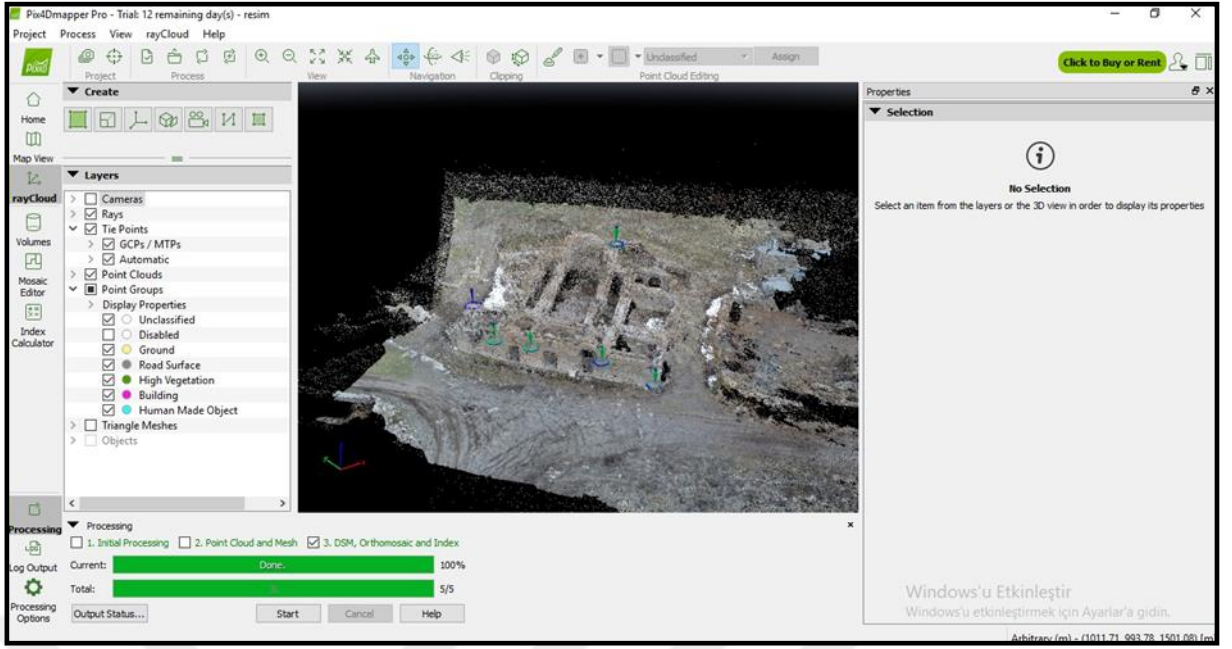 Pix4Dmapper Pro - Trial: 12 remaining day(s) - resim
Project Process View rayCloud Help
Unclassified Assign
Project Process View Navigation Clipping Point Cloud Editing
Click to Buy or Rent
PIX4D
Home
Map View
rayCloud
Volumes
Mosaic
Editor
Index
Calculator
Processing
Log Output
Processing
Options
Create
Layers
Cameras
Rays
Tie Points
GCPs / MTPs
Automatic
Point Clouds
Point Groups
Display Properties
Unclassified
Disabled
Ground
Road Surface
High Vegetation
Building
Human Made Object
Triangle Meshes
Objects
Properties
Selection
No Selection
Select an item from the layers or the 3D view in order to display its properties
Processing
1. Initial Processing 2. Point Cloud and Mesh 3. DSM, Orthomosaic and Index
Current: Done. 100%
Total: 5/5
Output Status... Start Cancel Help
Windows'u Etkinleştir
Windows'u etkinleştirmek için Ayarlar'a gidin.
Arbitrary (m) - (1011.71, 993.78, 1501.08) [m